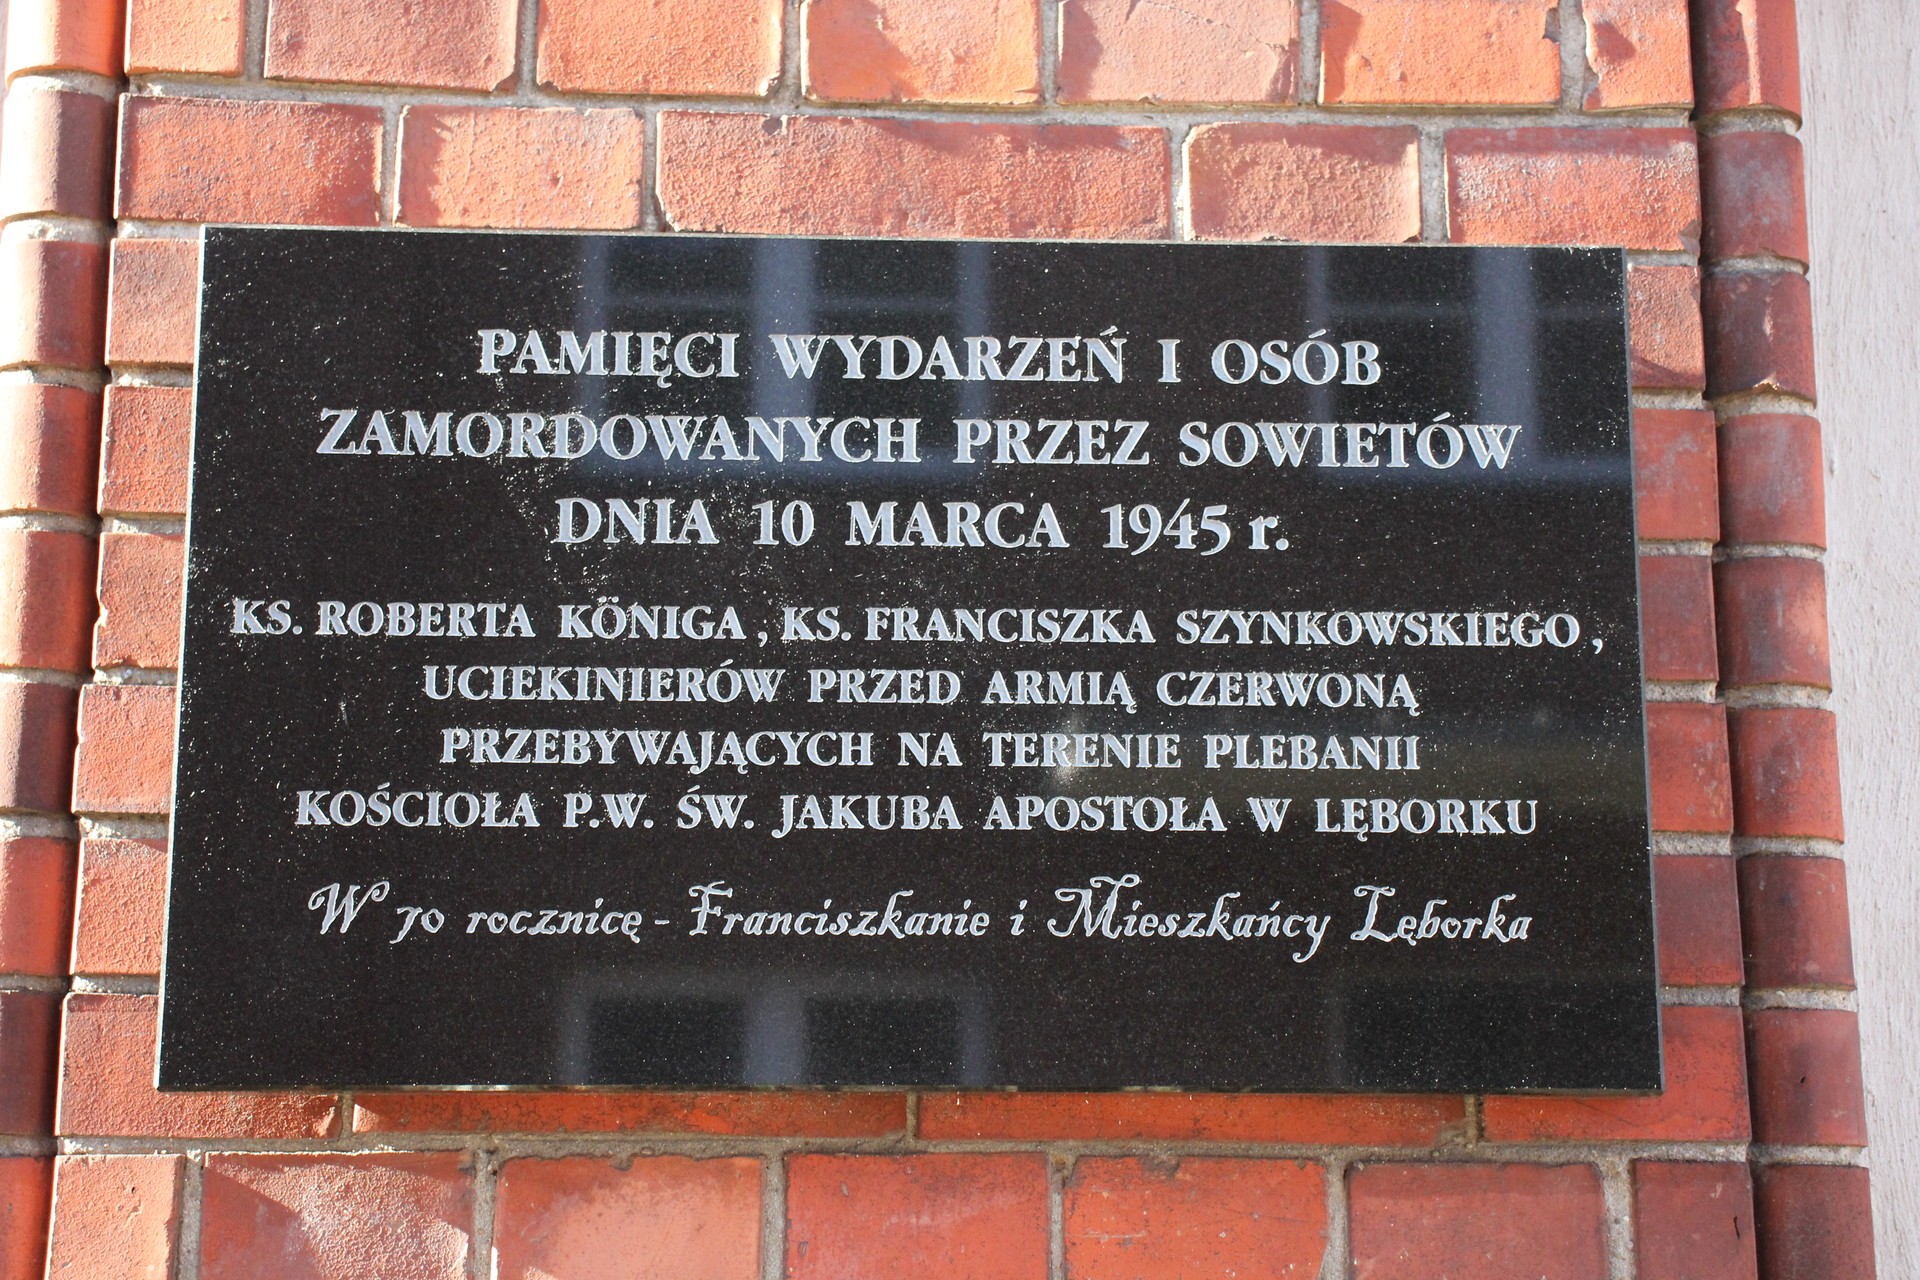 PAMIĘCI WYDARZEŃ I OSÓB
ZAMORDOWANYCH PRZEZ SOWIETÓW
DNIA 10 MARCA 1945 r.
KS. ROBERTA KÖNIGA, KS. FRANCISZKA SZYNKOWSKIEGO,
UCIEKINIERÓW PRZED ARMIĄ CZERWONĄ
PRZEBYWAJĄCYCH NA TERENIE PLEBANII
KOŚCIOŁA P.W. ŚW. JAKUBA APOSTOŁA W LĘBORKU
W 70 rocznicę - Franciszkanie i Mieszkańcy Lęborka